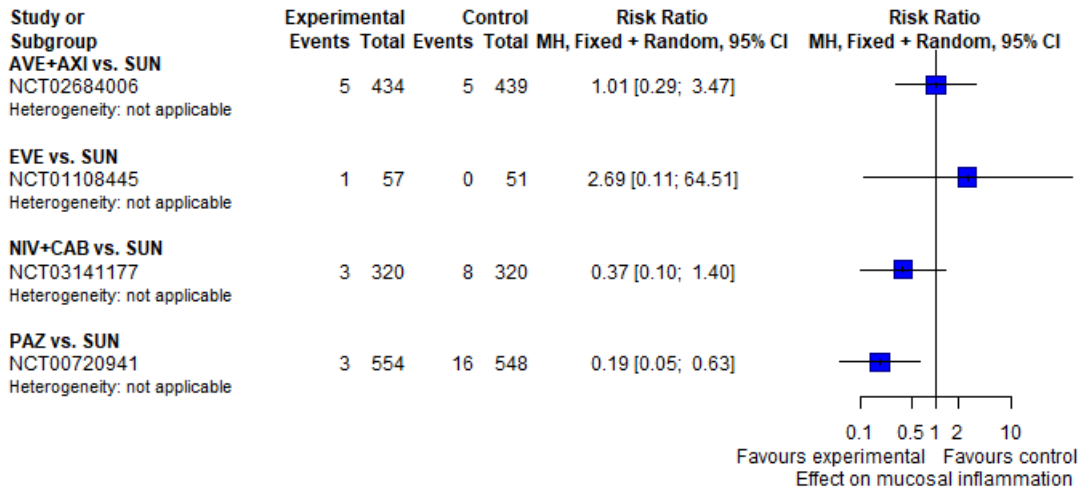 Study or Experimental Control Risk Ratio Risk Ratio
Subgroup Events Total Events Total MH, Fixed + Random, 95% CI MH, Fixed + Random, 95% CI
AVE+AXI vs. SUN
NCT02684006 5 434 5 439 1.01 [0.29; 3.47]
Heterogeneity: not applicable
EVE vs. SUN
NCT01108445 1 57 0 51 2.69 [0.11; 64.51]
Heterogeneity: not applicable
NIV+CAB vs. SUN
NCT03141177 3 320 8 320 0.37 [0.10; 1.40]
Heterogeneity: not applicable
PAZ vs. SUN
NCT00720941 3 554 16 548 0.19 [0.05; 0.63]
Heterogeneity: not applicable
0.1 0.5 1 2 10
Favours experimental Favours control
Effect on mucosal inflammation